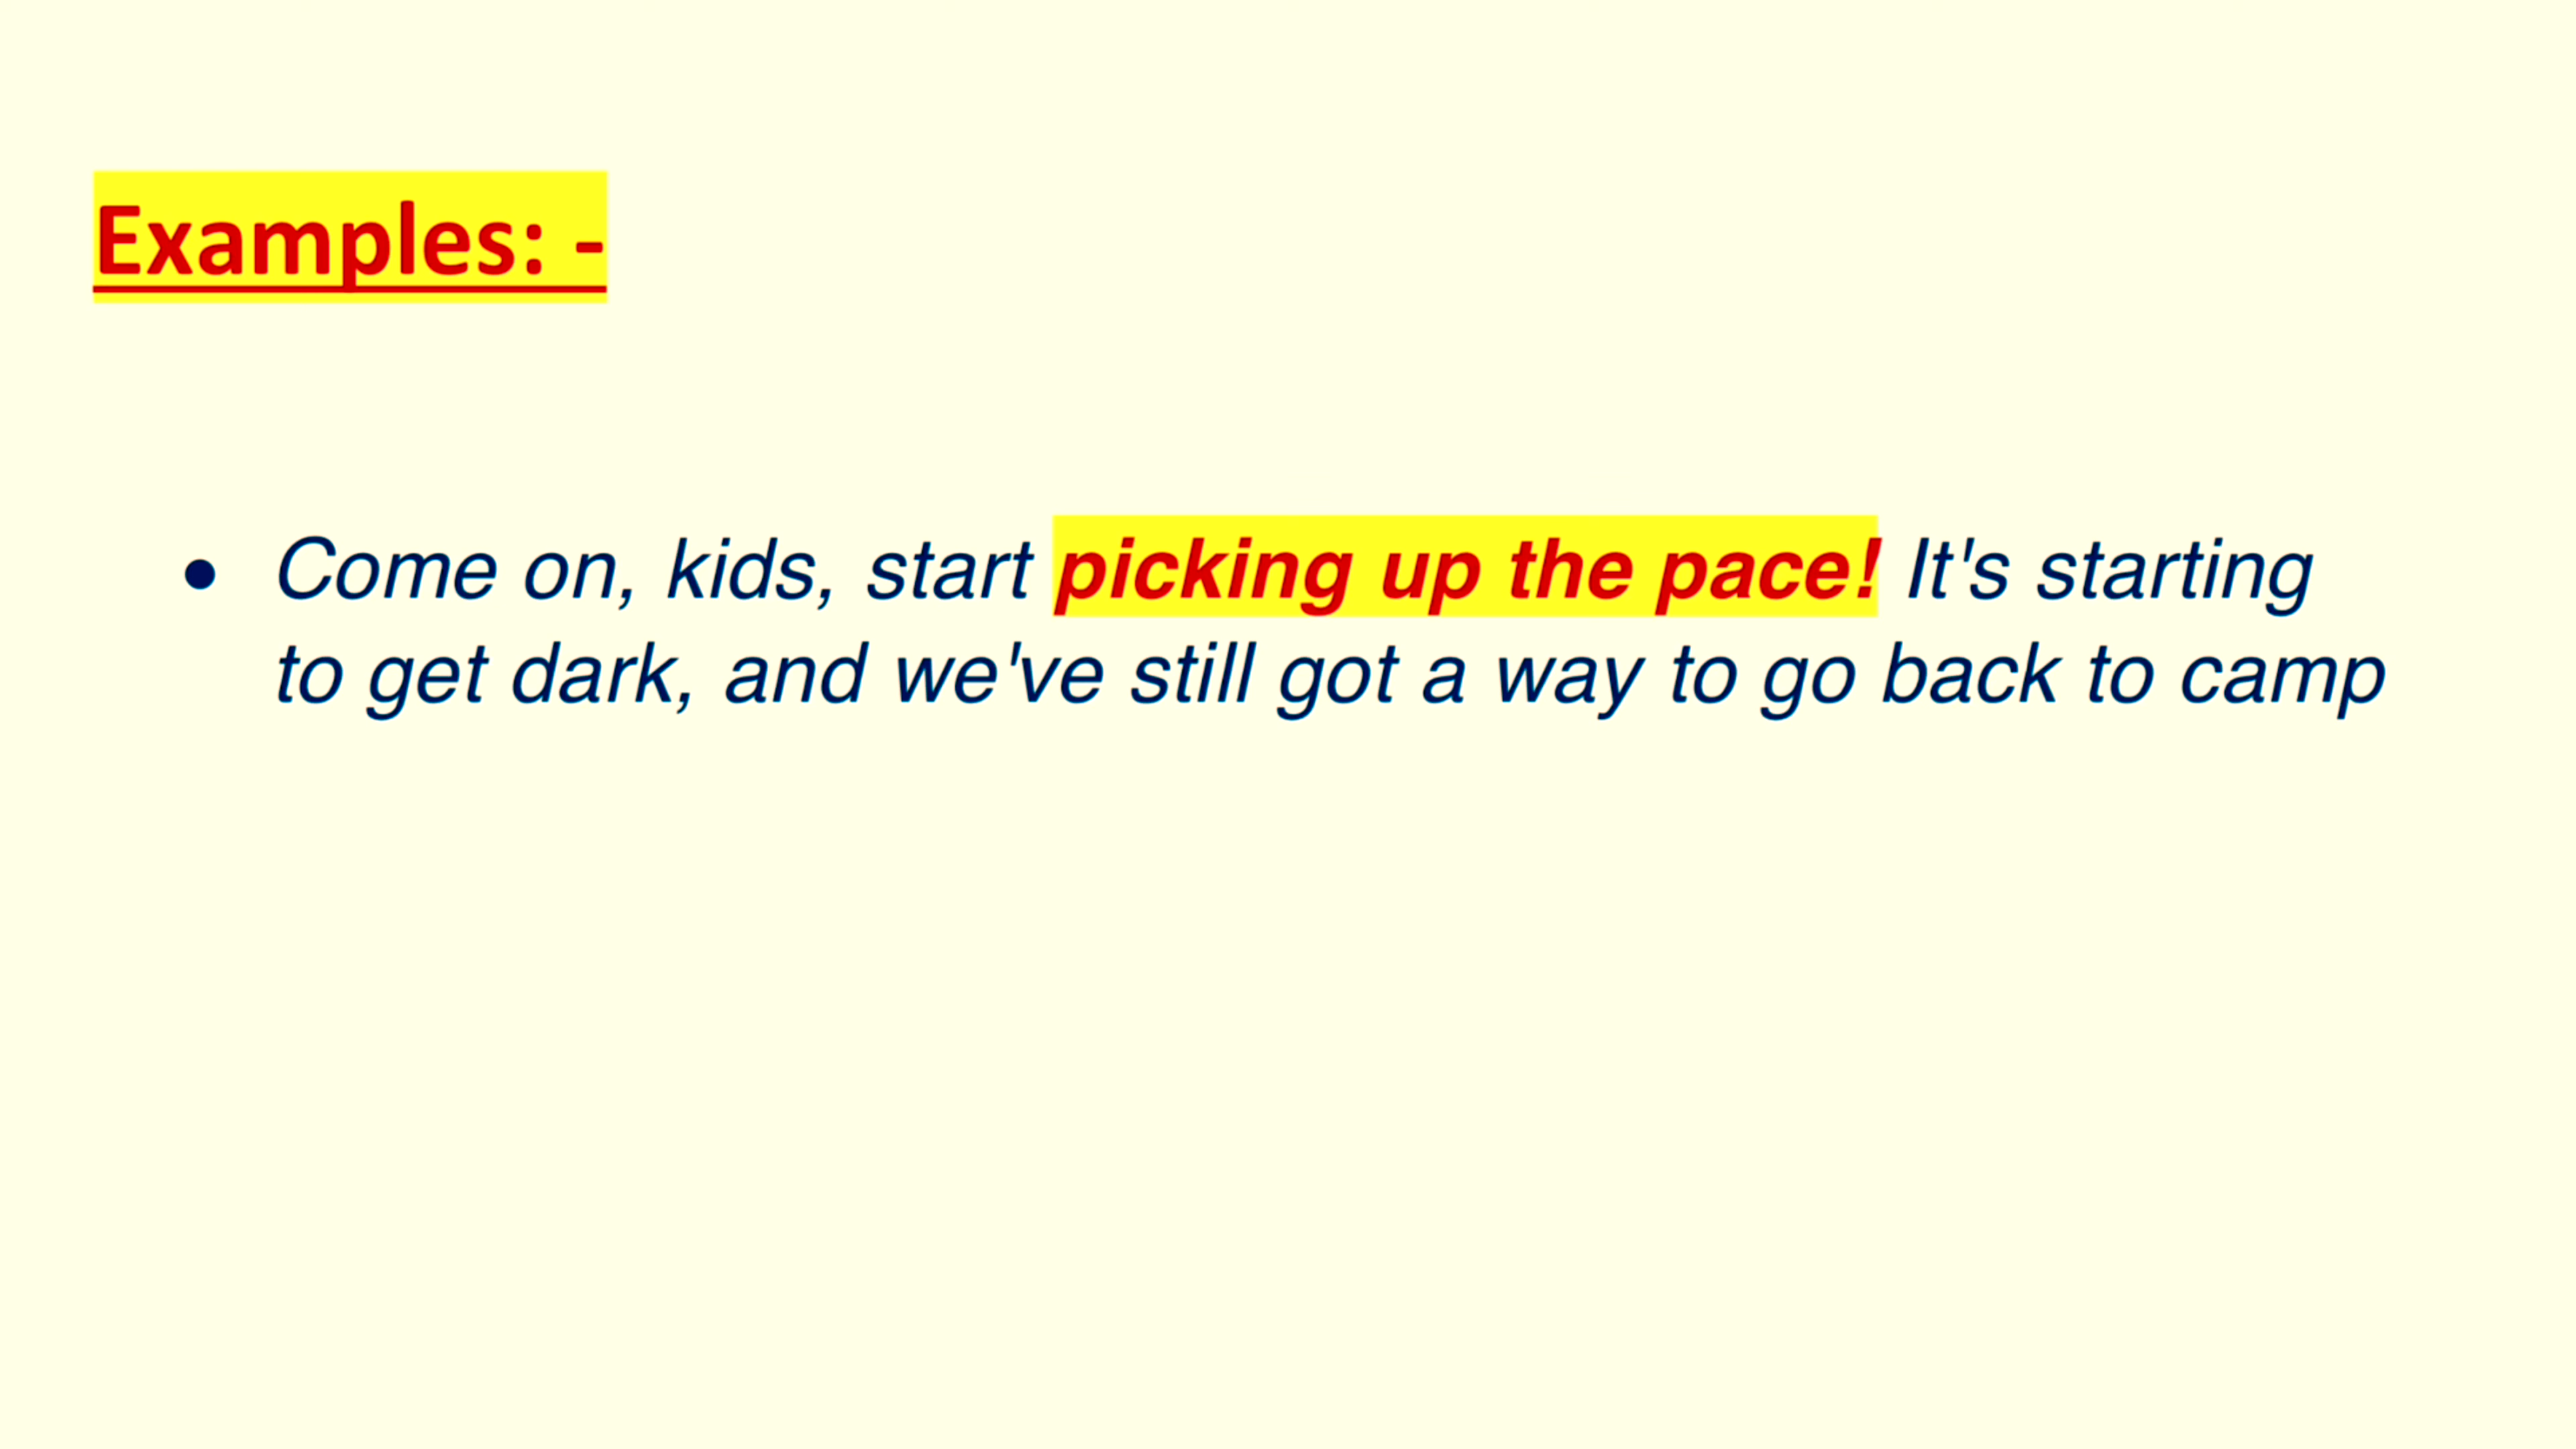 Examples: -
• Come on, kids, start picking up the pace! It's starting
to get dark, and we've still got a way to go back to camp